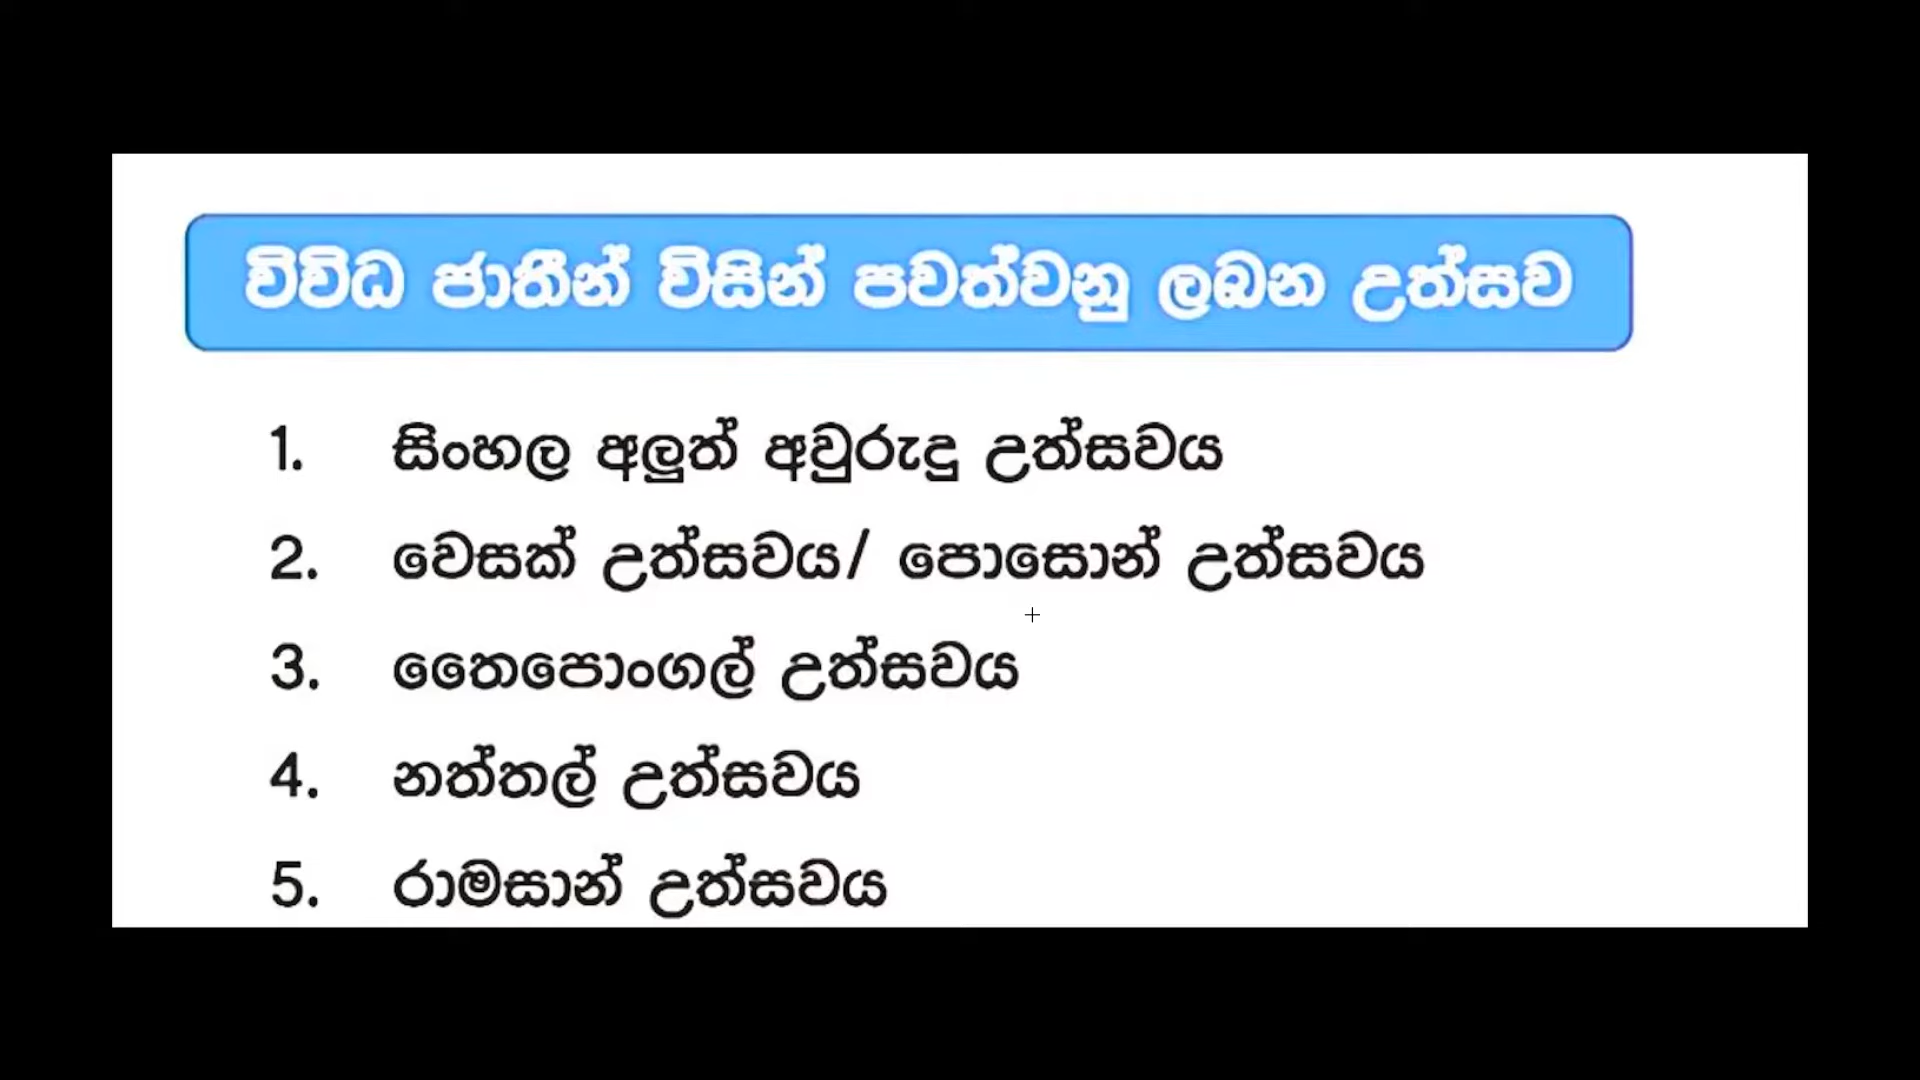 විවිධ ජාතීන් විසින් පවත්වනු ලබන උත්සව
1. සිංහල අලුත් අවුරුදු උත්සවය
2. වෙසක් උත්සවය/ පොසොන් උත්සවය
3. තෛපොංගල් උත්සවය
4. නත්තල් උත්සවය
5. රාමසාන් උත්සවය